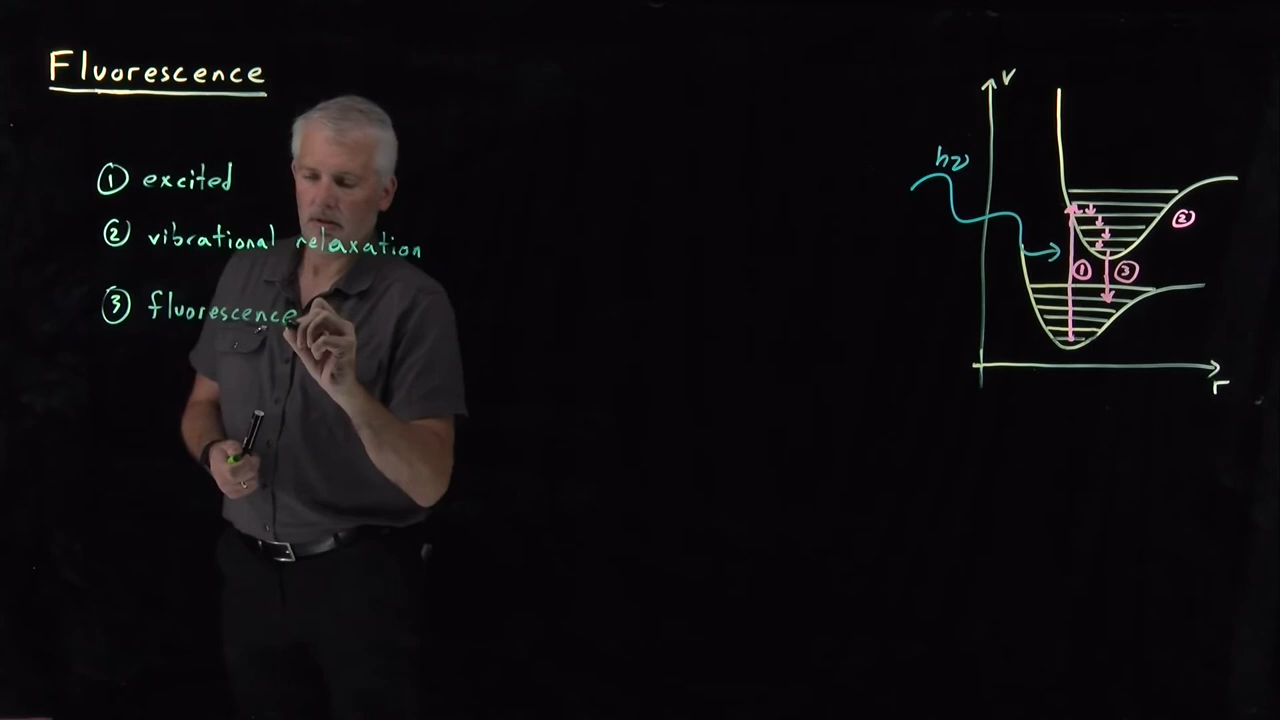 Fluorescence
① excited
② vibrational relaxation
③ fluorescence
V
hν
②
① ③
r